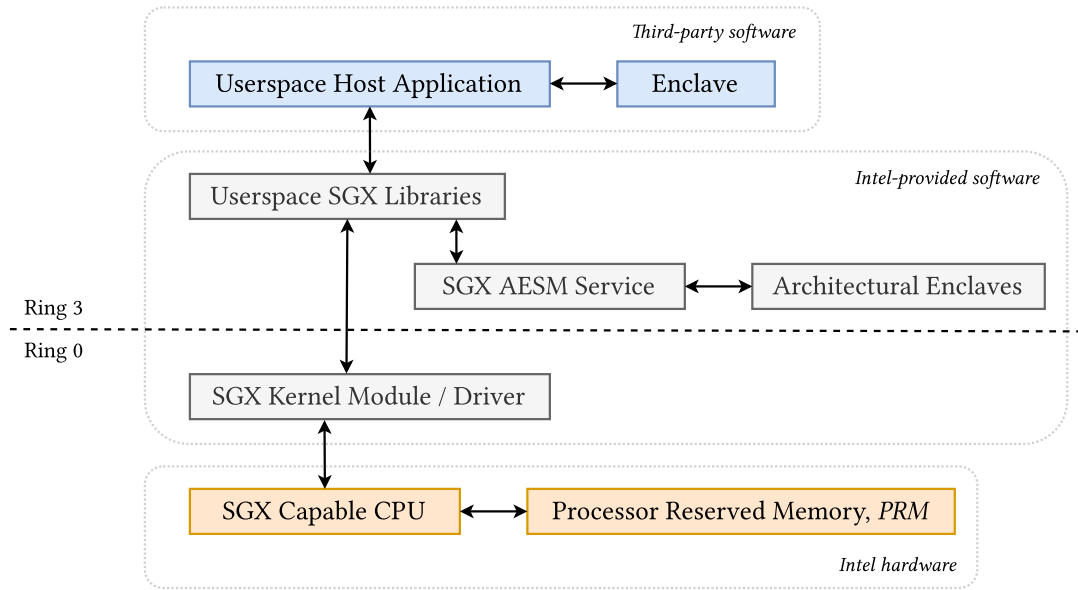 Third-party software
Userspace Host Application
Enclave
Intel-provided software
Userspace SGX Libraries
SGX AESM Service
Architectural Enclaves
Ring 3
Ring 0
SGX Kernel Module / Driver
SGX Capable CPU
Processor Reserved Memory, PRM
Intel hardware